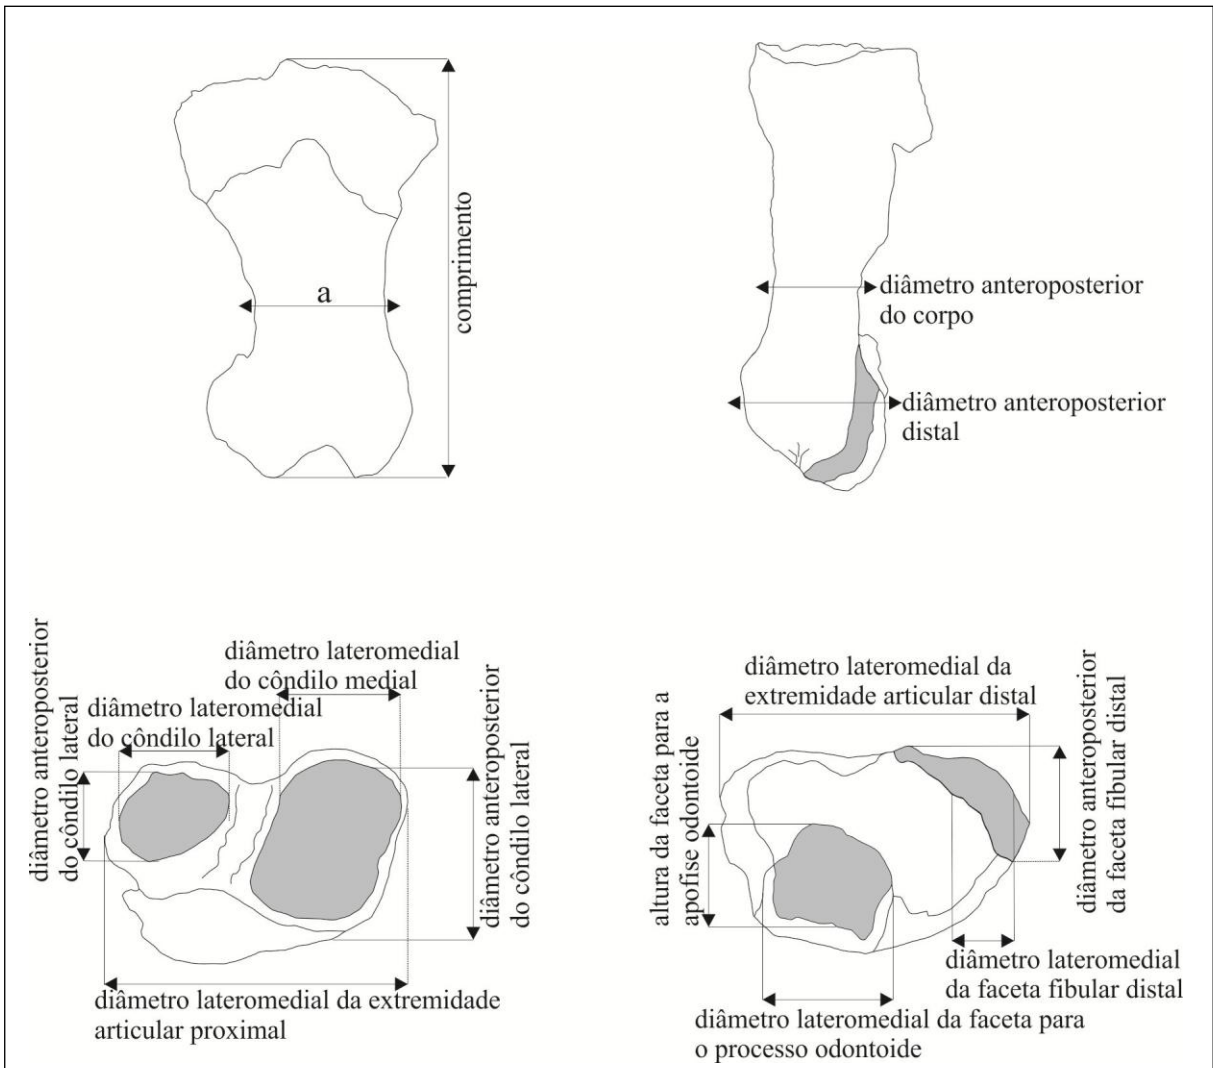 a
comprimento
diâmetro anteroposterior
do corpo
diâmetro anteroposterior
distal
diâmetro anteroposterior
do côndilo lateral
diâmetro lateromedial
do côndilo lateral
diâmetro lateromedial
do côndilo medial
diâmetro anteroposterior
do côndilo lateral
diâmetro lateromedial da extremidade
articular proximal
diâmetro lateromedial da
extremidade articular distal
altura da faceta para a
apofise odontoide
diâmetro anteroposterior
da faceta fibular distal
diâmetro lateromedial
da faceta fibular distal
diâmetro lateromedial da faceta para
o processo odontoide